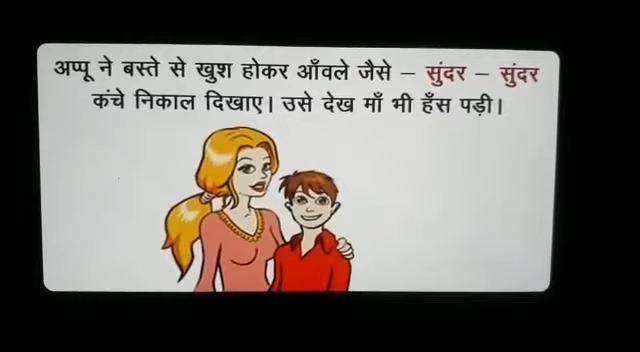 अप्पू ने बस्ते से खुश होकर आँवले जैसे – सुंदर – सुंदर
कंचे निकाल दिखाए। उसे देख माँ भी हँस पड़ी।